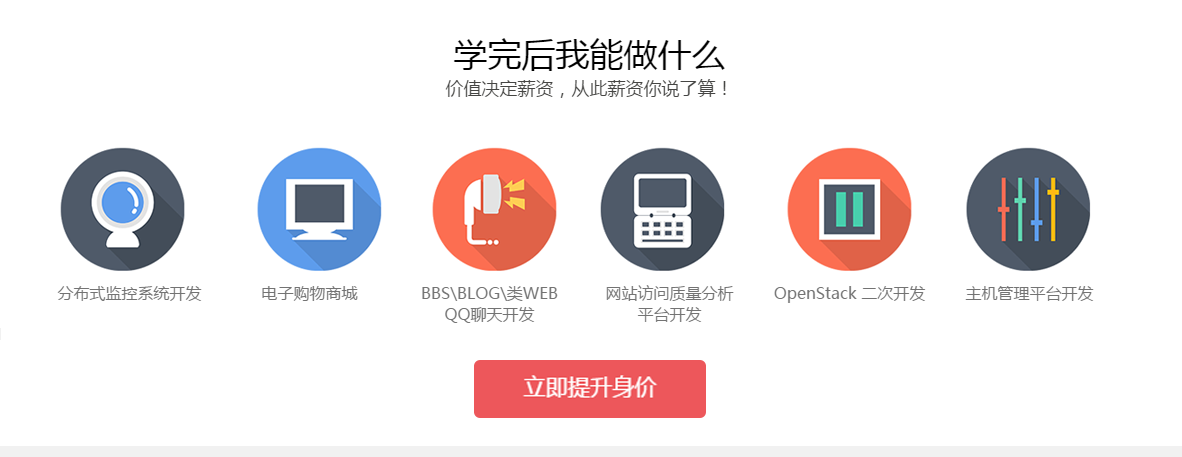 学完后我能做什么
价值决定薪资，从此薪资你说了算！
分布式监控系统开发
电子购物商城
BBS\BLOG\类WEB
QQ聊天开发
网站访问质量分析
平台开发
OpenStack 二次开发
主机管理平台开发
立即提升身价